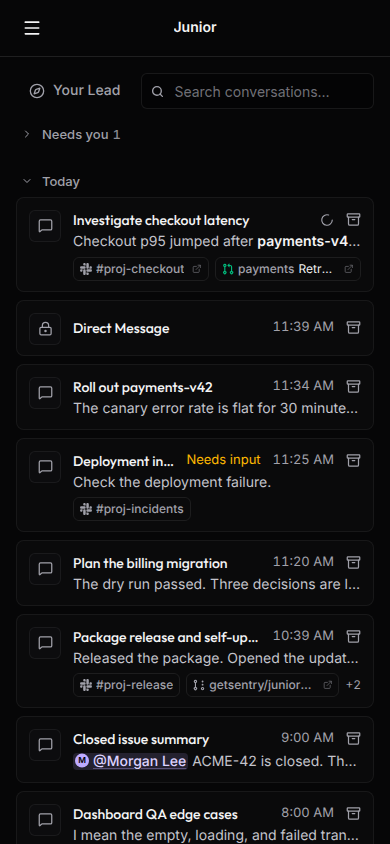 Junior
Your Lead
Search conversations...
Needs you 1
Today
Investigate checkout latency
Checkout p95 jumped after payments-v4...
#proj-checkout payments Retr...
Direct Message 11:39 AM
Roll out payments-v42 11:34 AM
The canary error rate is flat for 30 minute...
Deployment in... Needs input 11:25 AM
Check the deployment failure.
#proj-incidents
Plan the billing migration 11:20 AM
The dry run passed. Three decisions are l...
Package release and self-up... 10:39 AM
Released the package. Opened the updat...
#proj-release getsentry/junior... +2
Closed issue summary 9:00 AM
M @Morgan Lee ACME-42 is closed. Th...
Dashboard QA edge cases 8:00 AM
I mean the empty, loading, and failed tran...